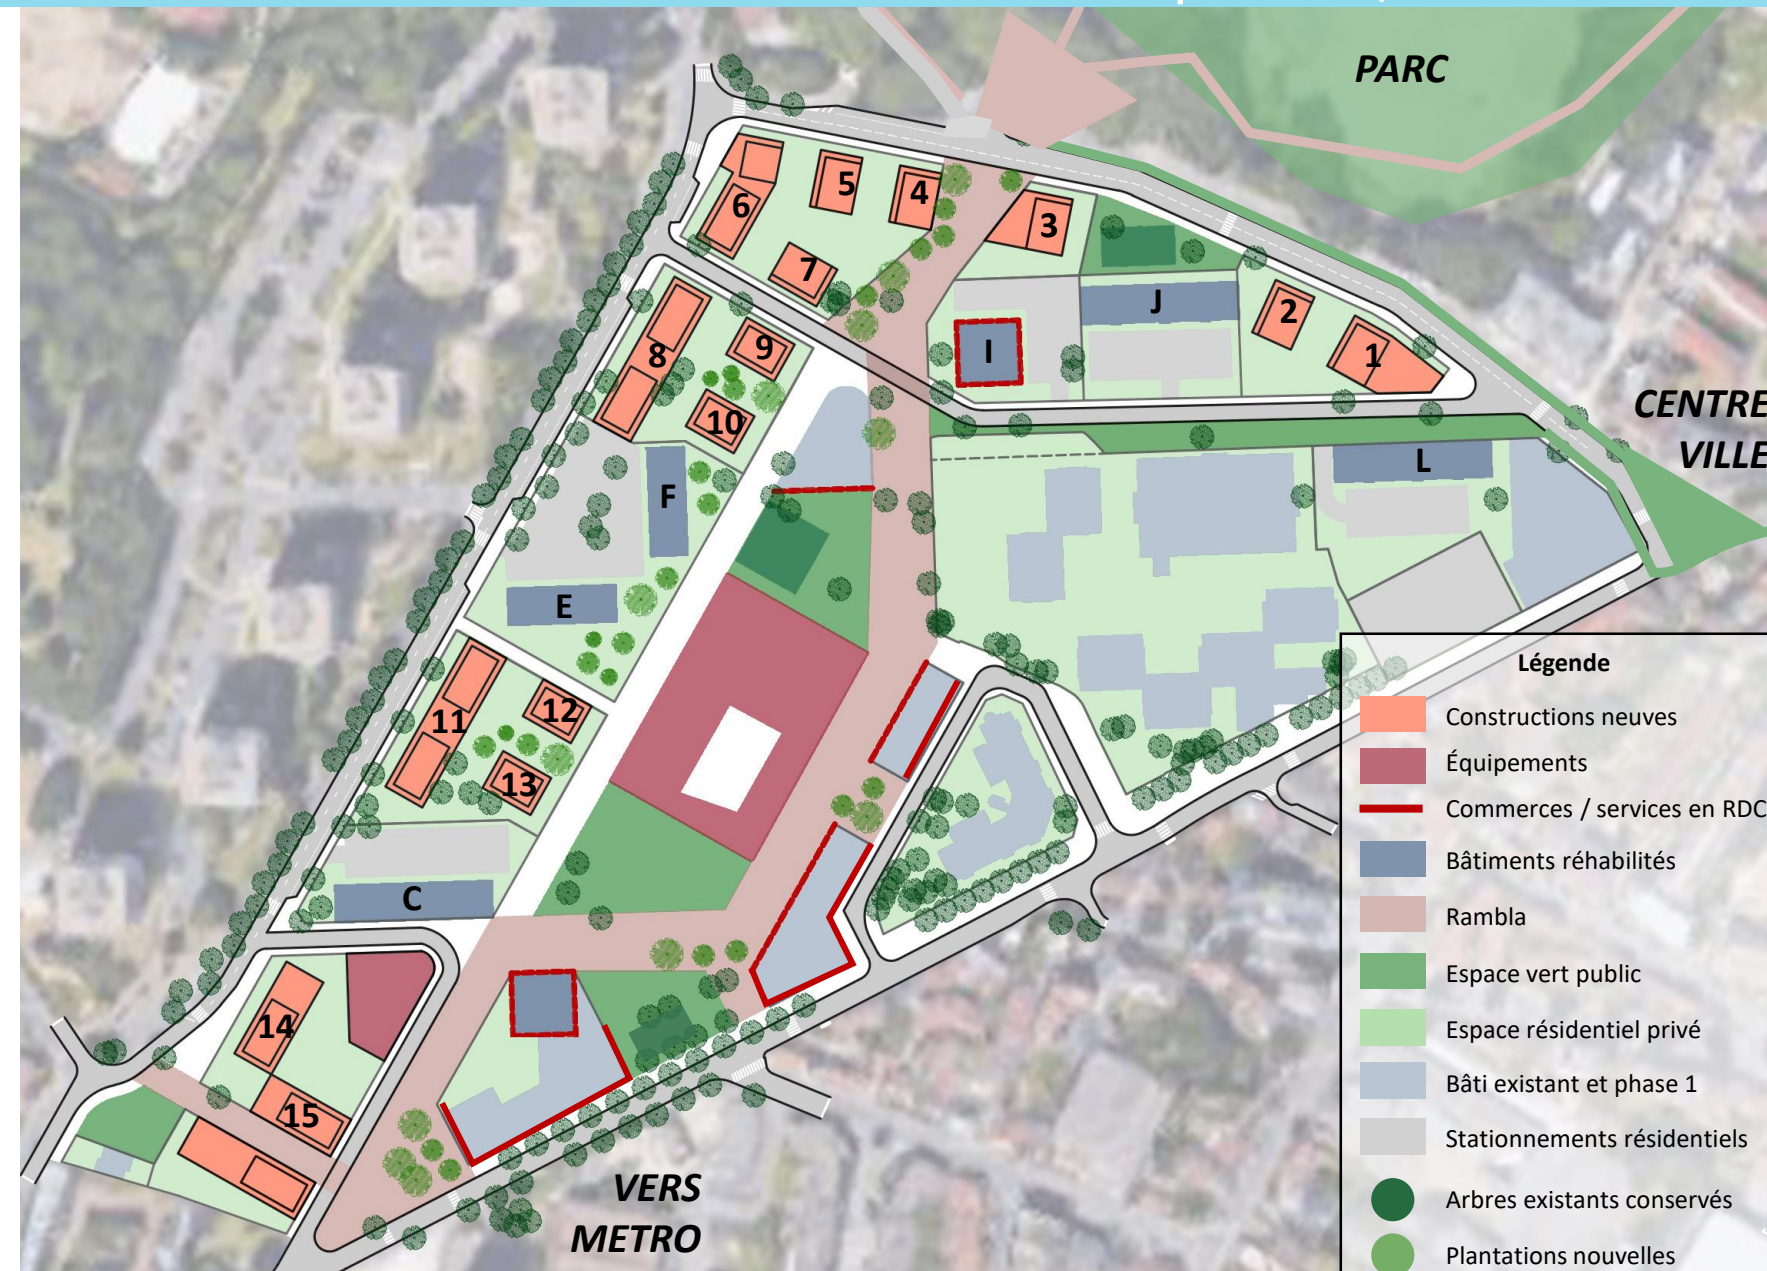 PARC
5
4
6
3
7
J
2
I
1
8
9
10
CENTRE
VILLE
L
F
E
11
12
13
C
14
15
VERS
METRO
Légende
Constructions neuves
Équipements
Commerces / services en RDC
Bâtiments réhabilités
Rambla
Espace vert public
Espace résidentiel privé
Bâti existant et phase 1
Stationnements résidentiels
Arbres existants conservés
Plantations nouvelles